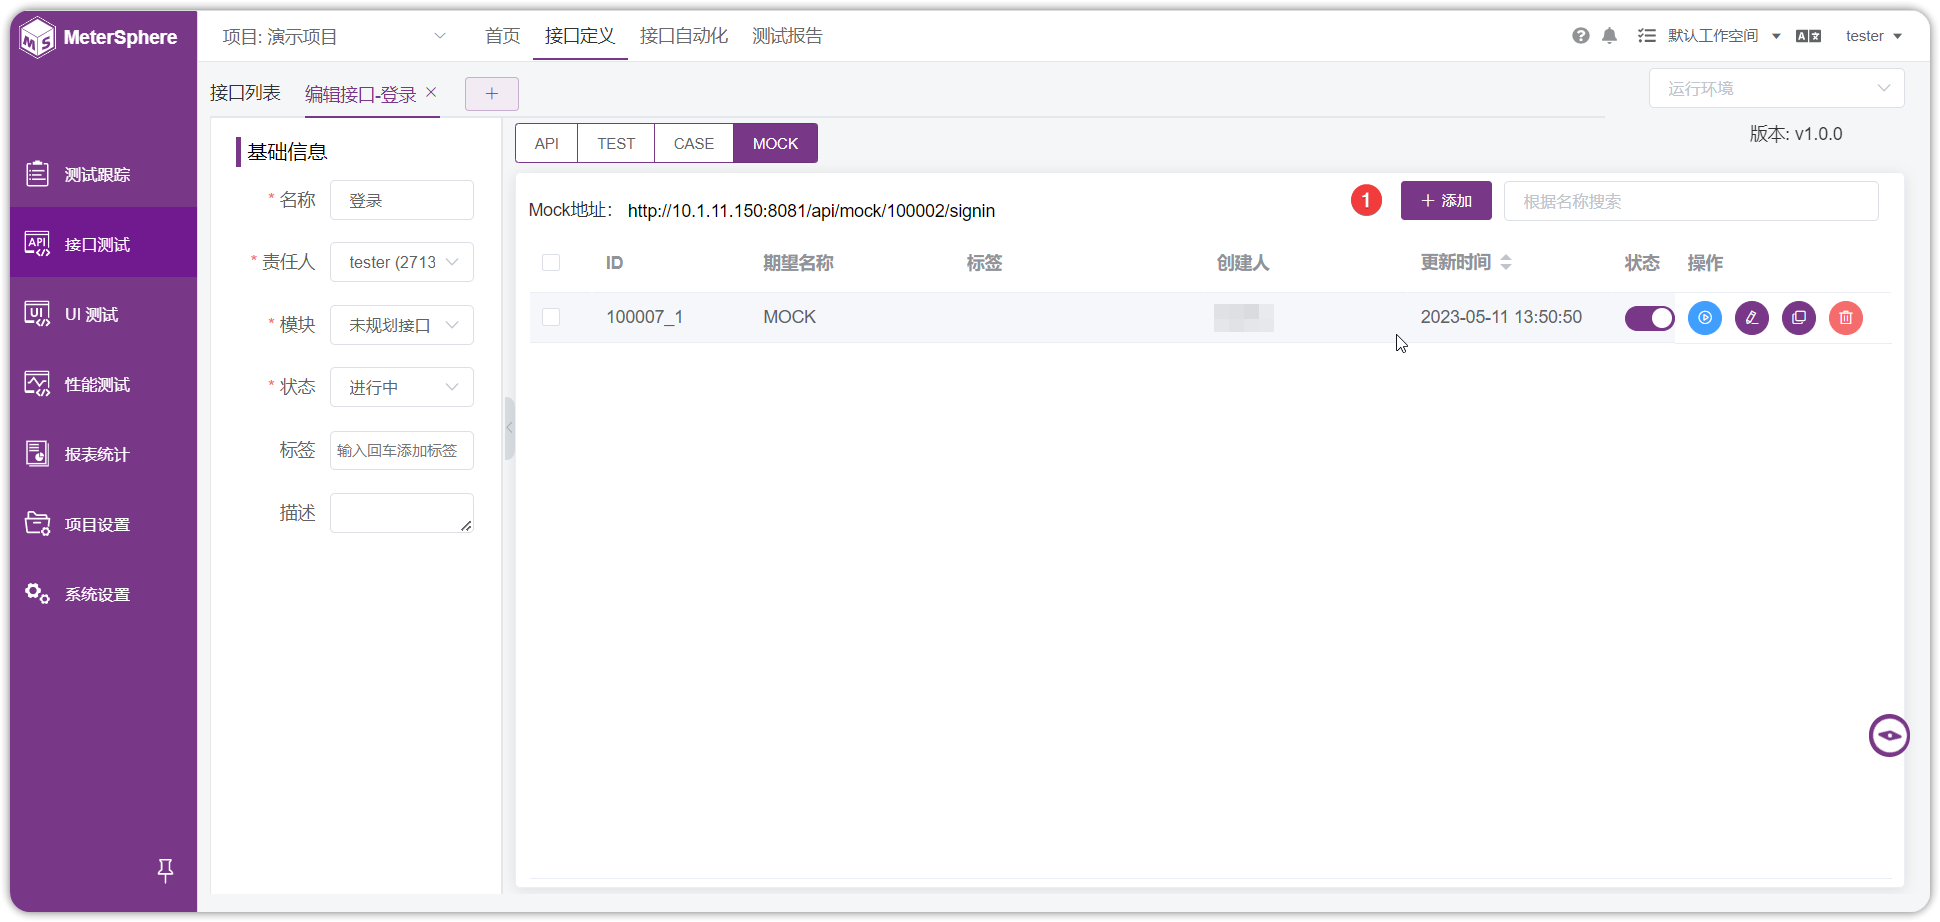 MeterSphere
项目: 演示项目
首页
接口定义
接口自动化
测试报告
默认工作空间
tester
接口列表
编辑接口-登录
运行环境
版本: v1.0.0
测试跟踪
接口测试
UI 测试
性能测试
报表统计
项目设置
系统设置
基础信息
* 名称 登录
* 责任人 tester (2713
* 模块 未规划接口
* 状态 进行中
标签 输入回车添加标签
描述
API TEST CASE MOCK
Mock地址: http://10.1.11.150:8081/api/mock/100002/signin
1
添加
根据名称搜索
ID 期望名称 标签 创建人 更新时间 状态 操作
100007_1 MOCK 2023-05-11 13:50:50